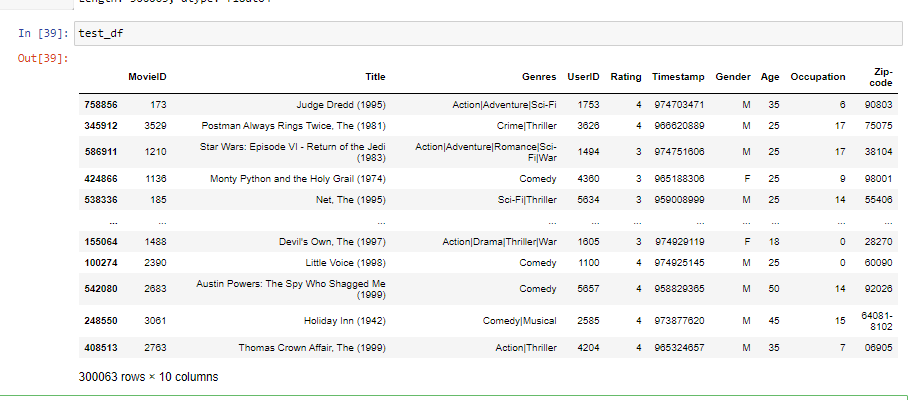 In [39]: test_df
Out[39]:
MovieID Title Genres UserID Rating Timestamp Gender Age Occupation Zip-
code
758856 173 Judge Dredd (1995) Action|Adventure|Sci-Fi 1753 4 974703471 M 35 6 90803
345912 3529 Postman Always Rings Twice, The (1981) Crime|Thriller 3626 4 966620889 M 25 17 75075
586911 1210 Star Wars: Episode VI - Return of the Jedi
(1983) Action|Adventure|Romance|Sci-
Fi|War 1494 3 974751606 M 25 17 38104
424866 1136 Monty Python and the Holy Grail (1974) Comedy 4360 3 965188306 F 25 9 98001
538336 185 Net, The (1995) Sci-Fi|Thriller 5634 3 959008999 M 25 14 55406
... ... ... ... ... ... ... ... ... ... ...
155064 1488 Devil's Own, The (1997) Action|Drama|Thriller|War 1605 3 974929119 F 18 0 28270
100274 2390 Little Voice (1998) Comedy 1100 4 974925145 M 25 0 60090
542080 2683 Austin Powers: The Spy Who Shagged Me
(1999) Comedy 5657 4 958829365 M 50 14 92026
248550 3061 Holiday Inn (1942) Comedy|Musical 2585 4 973877620 M 45 15 64081-
8102
408513 2763 Thomas Crown Affair, The (1999) Action|Thriller 4204 4 965324657 M 35 7 06905
300063 rows × 10 columns